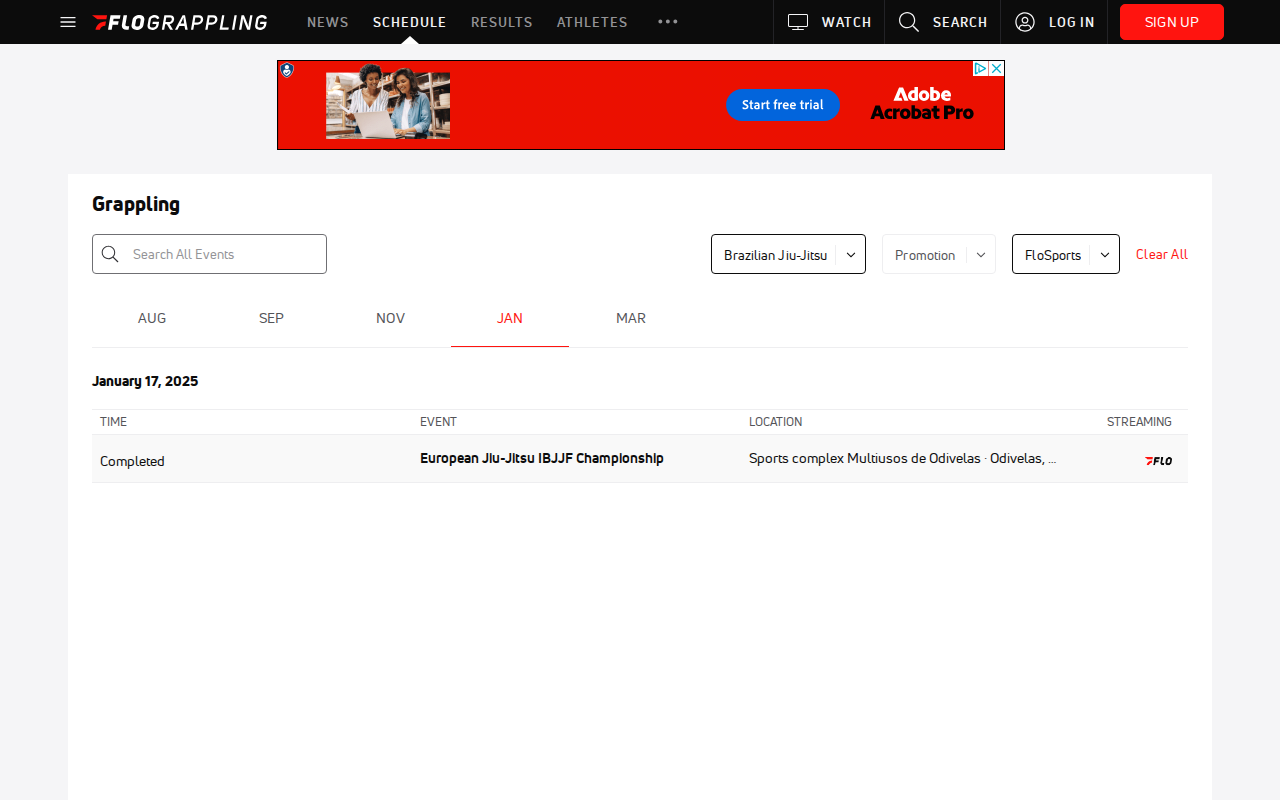 FLOGRAPPLING
NEWS
SCHEDULE
RESULTS
ATHLETES
WATCH
SEARCH
LOG IN
SIGN UP
Start free trial
Adobe
Acrobat Pro
Grappling
Search All Events
Brazilian Jiu-Jitsu
Promotion
FloSports
Clear All
AUG
SEP
NOV
JAN
MAR
January 17, 2025
TIME
EVENT
LOCATION
STREAMING
Completed
European Jiu-Jitsu IBJJF Championship
Sports complex Multiusos de Odivelas · Odivelas, ...
FLO